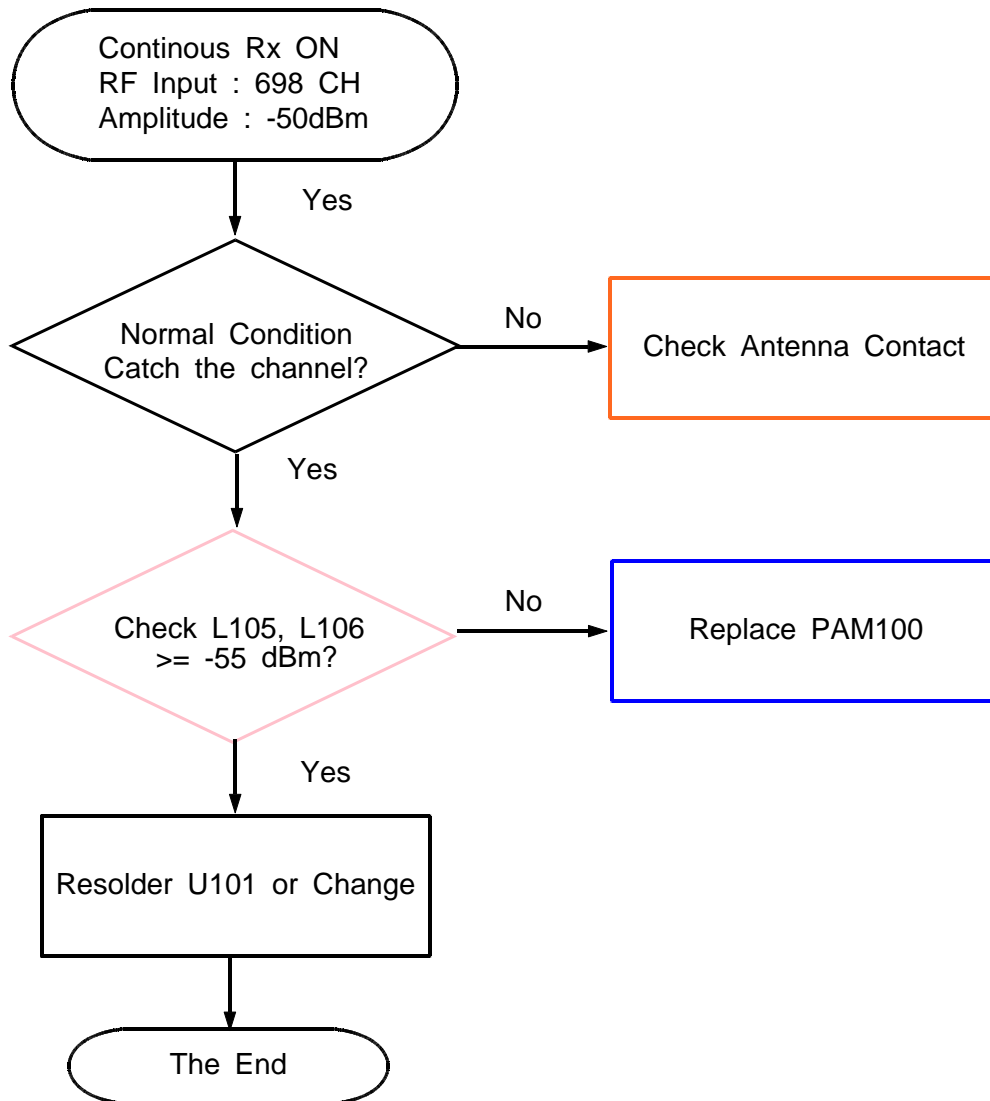 Continous Rx ON
RF Input : 698 CH
Amplitude : -50dBm
Yes
Normal Condition
Catch the channel?
No
Check Antenna Contact
Yes
Check L105, L106
>= -55 dBm?
No
Replace PAM100
Yes
Resolder U101 or Change
The End